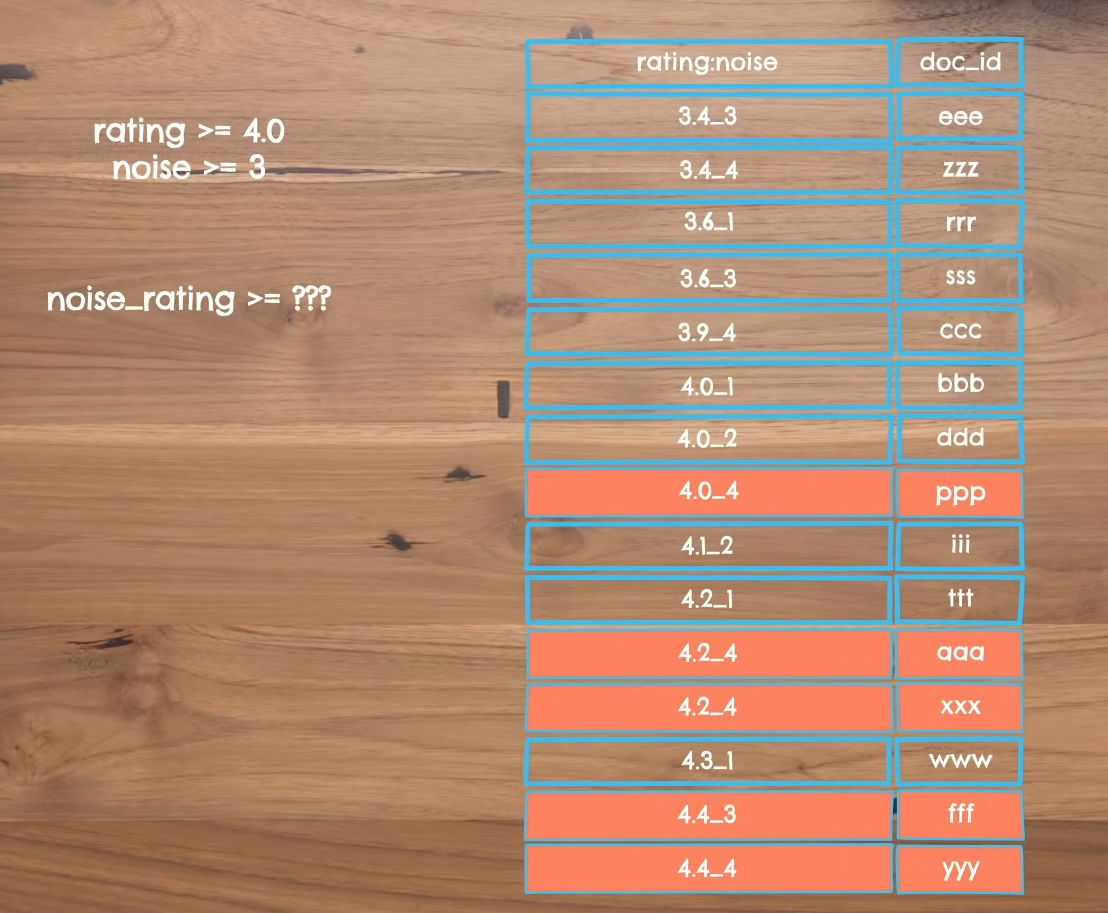 rating >= 4.0
noise >= 3
noise_rating >= ???
rating:noise doc_id
3.4_3 eee
3.4_4 zzz
3.6_1 rrr
3.6_3 sss
3.9_4 ccc
4.0_1 bbb
4.0_2 ddd
4.0_4 ppp
4.1_2 iii
4.2_1 ttt
4.2_4 aaa
4.2_4 xxx
4.3_1 www
4.4_3 fff
4.4_4 yyy